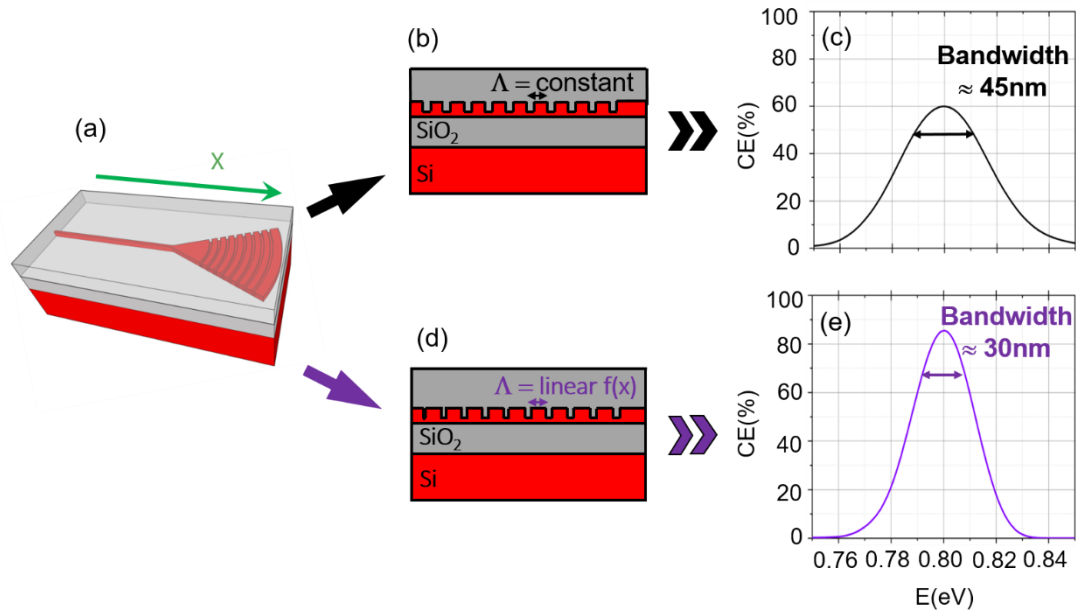 (a)
X
(b)
Λ = constant
SiO₂
Si
(c)
Bandwidth
≈ 45nm
CE(%)
100
80
60
40
20
0
(d)
Λ = linear f(x)
SiO₂
Si
(e)
Bandwidth
≈ 30nm
CE(%)
100
80
60
40
20
0
0.76 0.78 0.80 0.82 0.84
E(eV)